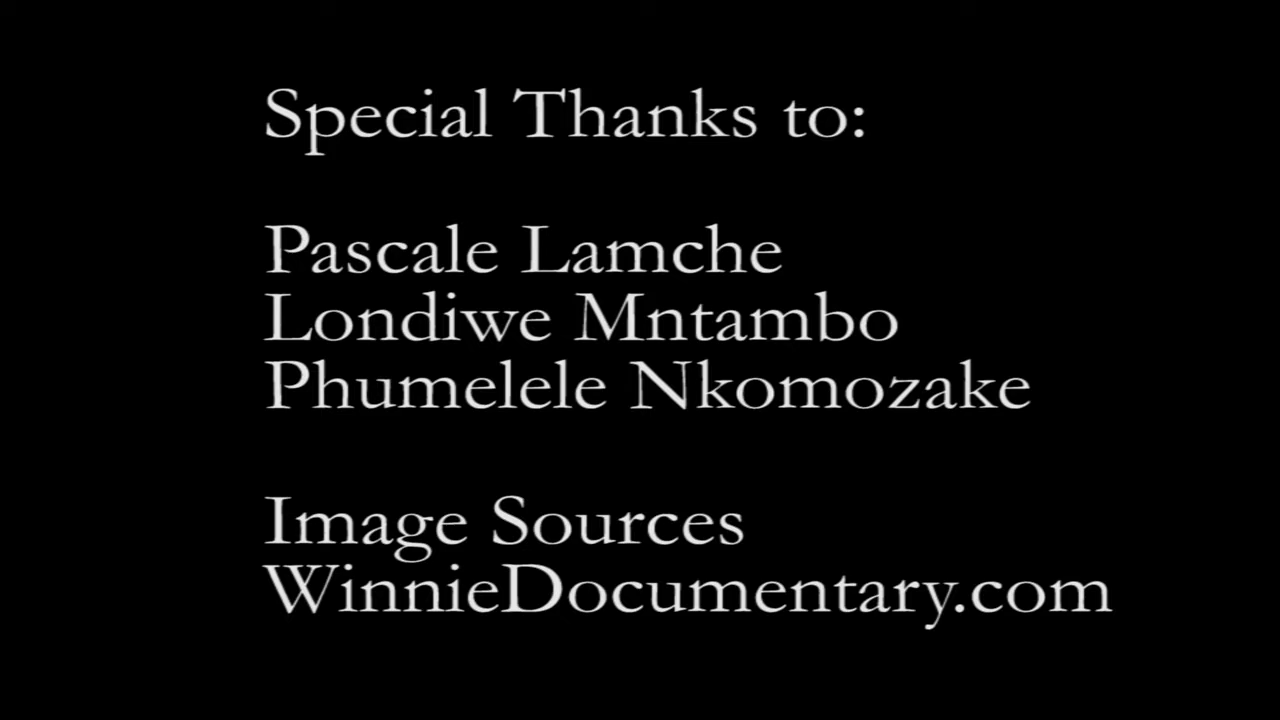 Special Thanks to:
Pascale Lamche
Londiwe Mntambo
Phumelele Nkomozake
Image Sources
WinnieDocumentary.com